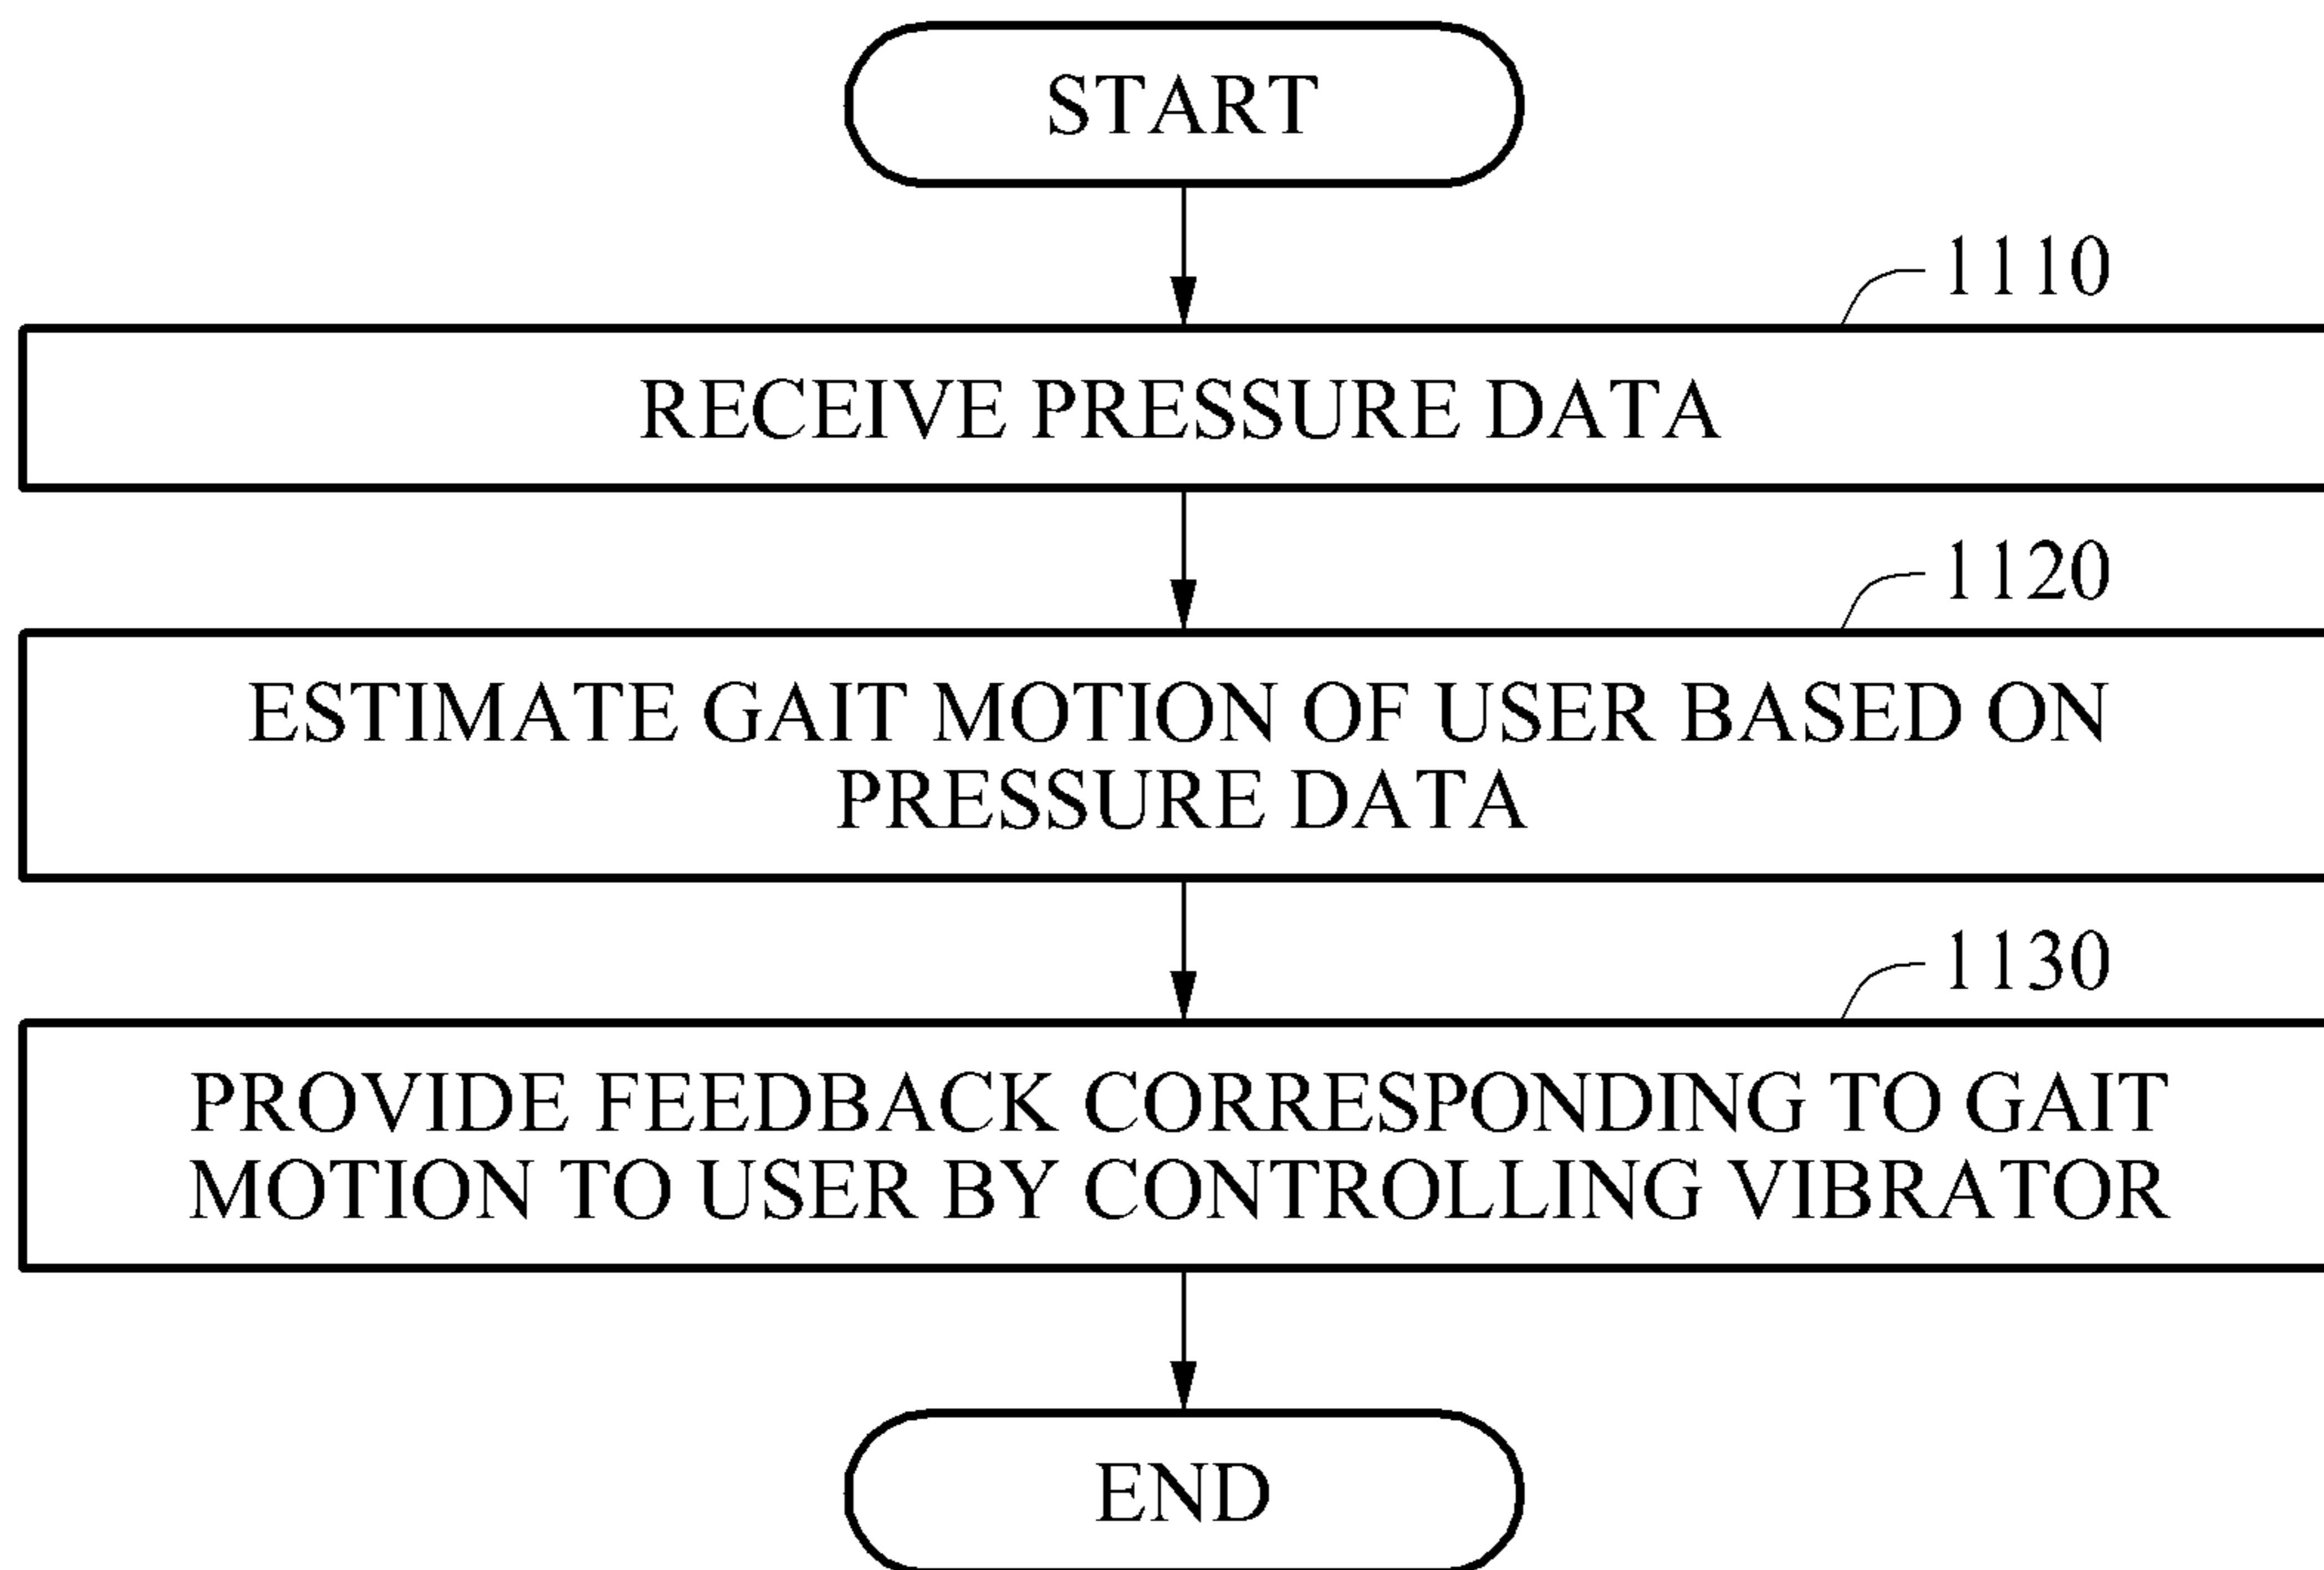 START
1110
RECEIVE PRESSURE DATA
1120
ESTIMATE GAIT MOTION OF USER BASED ON
PRESSURE DATA
1130
PROVIDE FEEDBACK CORRESPONDING TO GAIT
MOTION TO USER BY CONTROLLING VIBRATOR
END